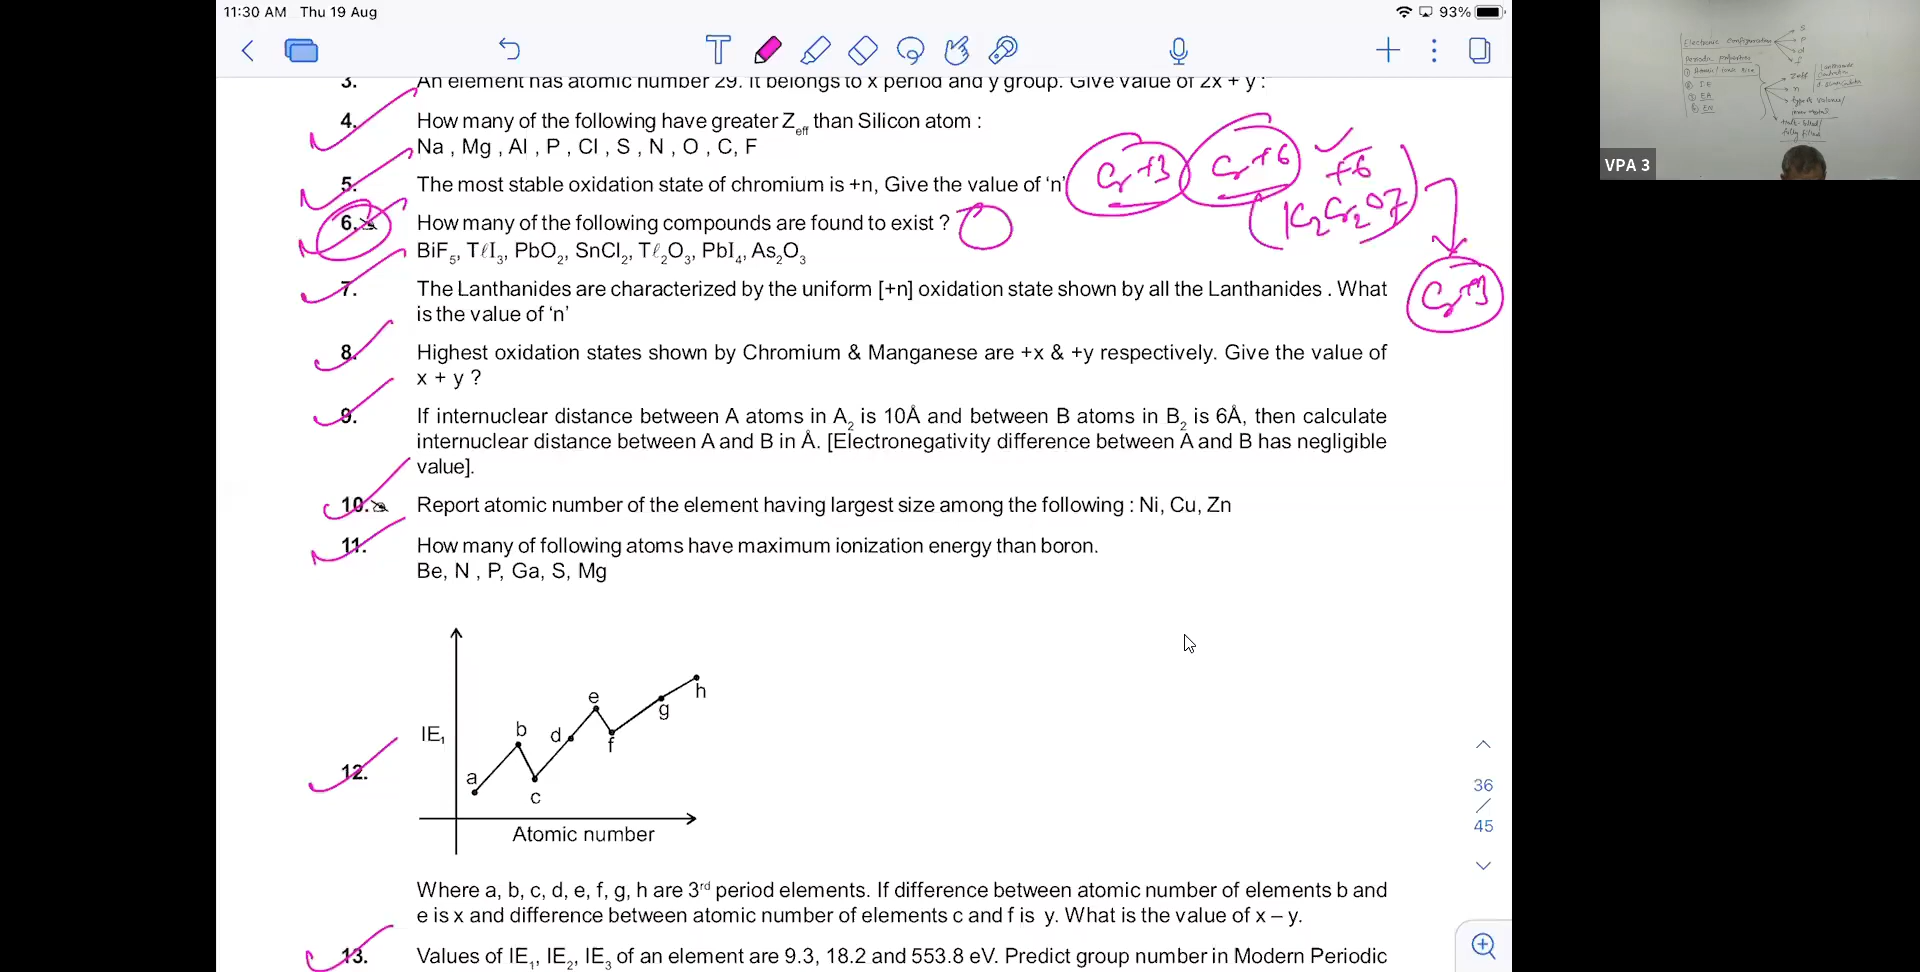 11:30 AM Thu 19 Aug
93%
3. An element has atomic number 29. It belongs to x period and y group. Give value of 2x + y :
4. How many of the following have greater Zeff than Silicon atom :
Na , Mg , Al , P , Cl , S , N , O , C, F
5. The most stable oxidation state of chromium is +n, Give the value of ‘n’
6. How many of the following compounds are found to exist ?
BiF5, TℓI3, PbO2, SnCl2, Tℓ2O3, PbI4, As2O3
Cr+3
Cr+6
+6
K2Cr2O7
Cr+3
7. The Lanthanides are characterized by the uniform [+n] oxidation state shown by all the Lanthanides . What
is the value of ‘n’
8. Highest oxidation states shown by Chromium & Manganese are +x & +y respectively. Give the value of
x + y ?
9. If internuclear distance between A atoms in A2 is 10Å and between B atoms in B2 is 6Å, then calculate
internuclear distance between A and B in Å. [Electronegativity difference between A and B has negligible
value].
10. Report atomic number of the element having largest size among the following : Ni, Cu, Zn
11. How many of following atoms have maximum ionization energy than boron.
Be, N , P, Ga, S, Mg
12.
IE1
a
b
c
d
e
f
g
h
Atomic number
Where a, b, c, d, e, f, g, h are 3rd period elements. If difference between atomic number of elements b and
e is x and difference between atomic number of elements c and f is y. What is the value of x – y.
13. Values of IE1, IE2, IE3 of an element are 9.3, 18.2 and 553.8 eV. Predict group number in Modern Periodic
36
45
Electronic configuration
s
p
d
f
Periodic properties
Zeff
n
IE
EA
EN
VPA 3